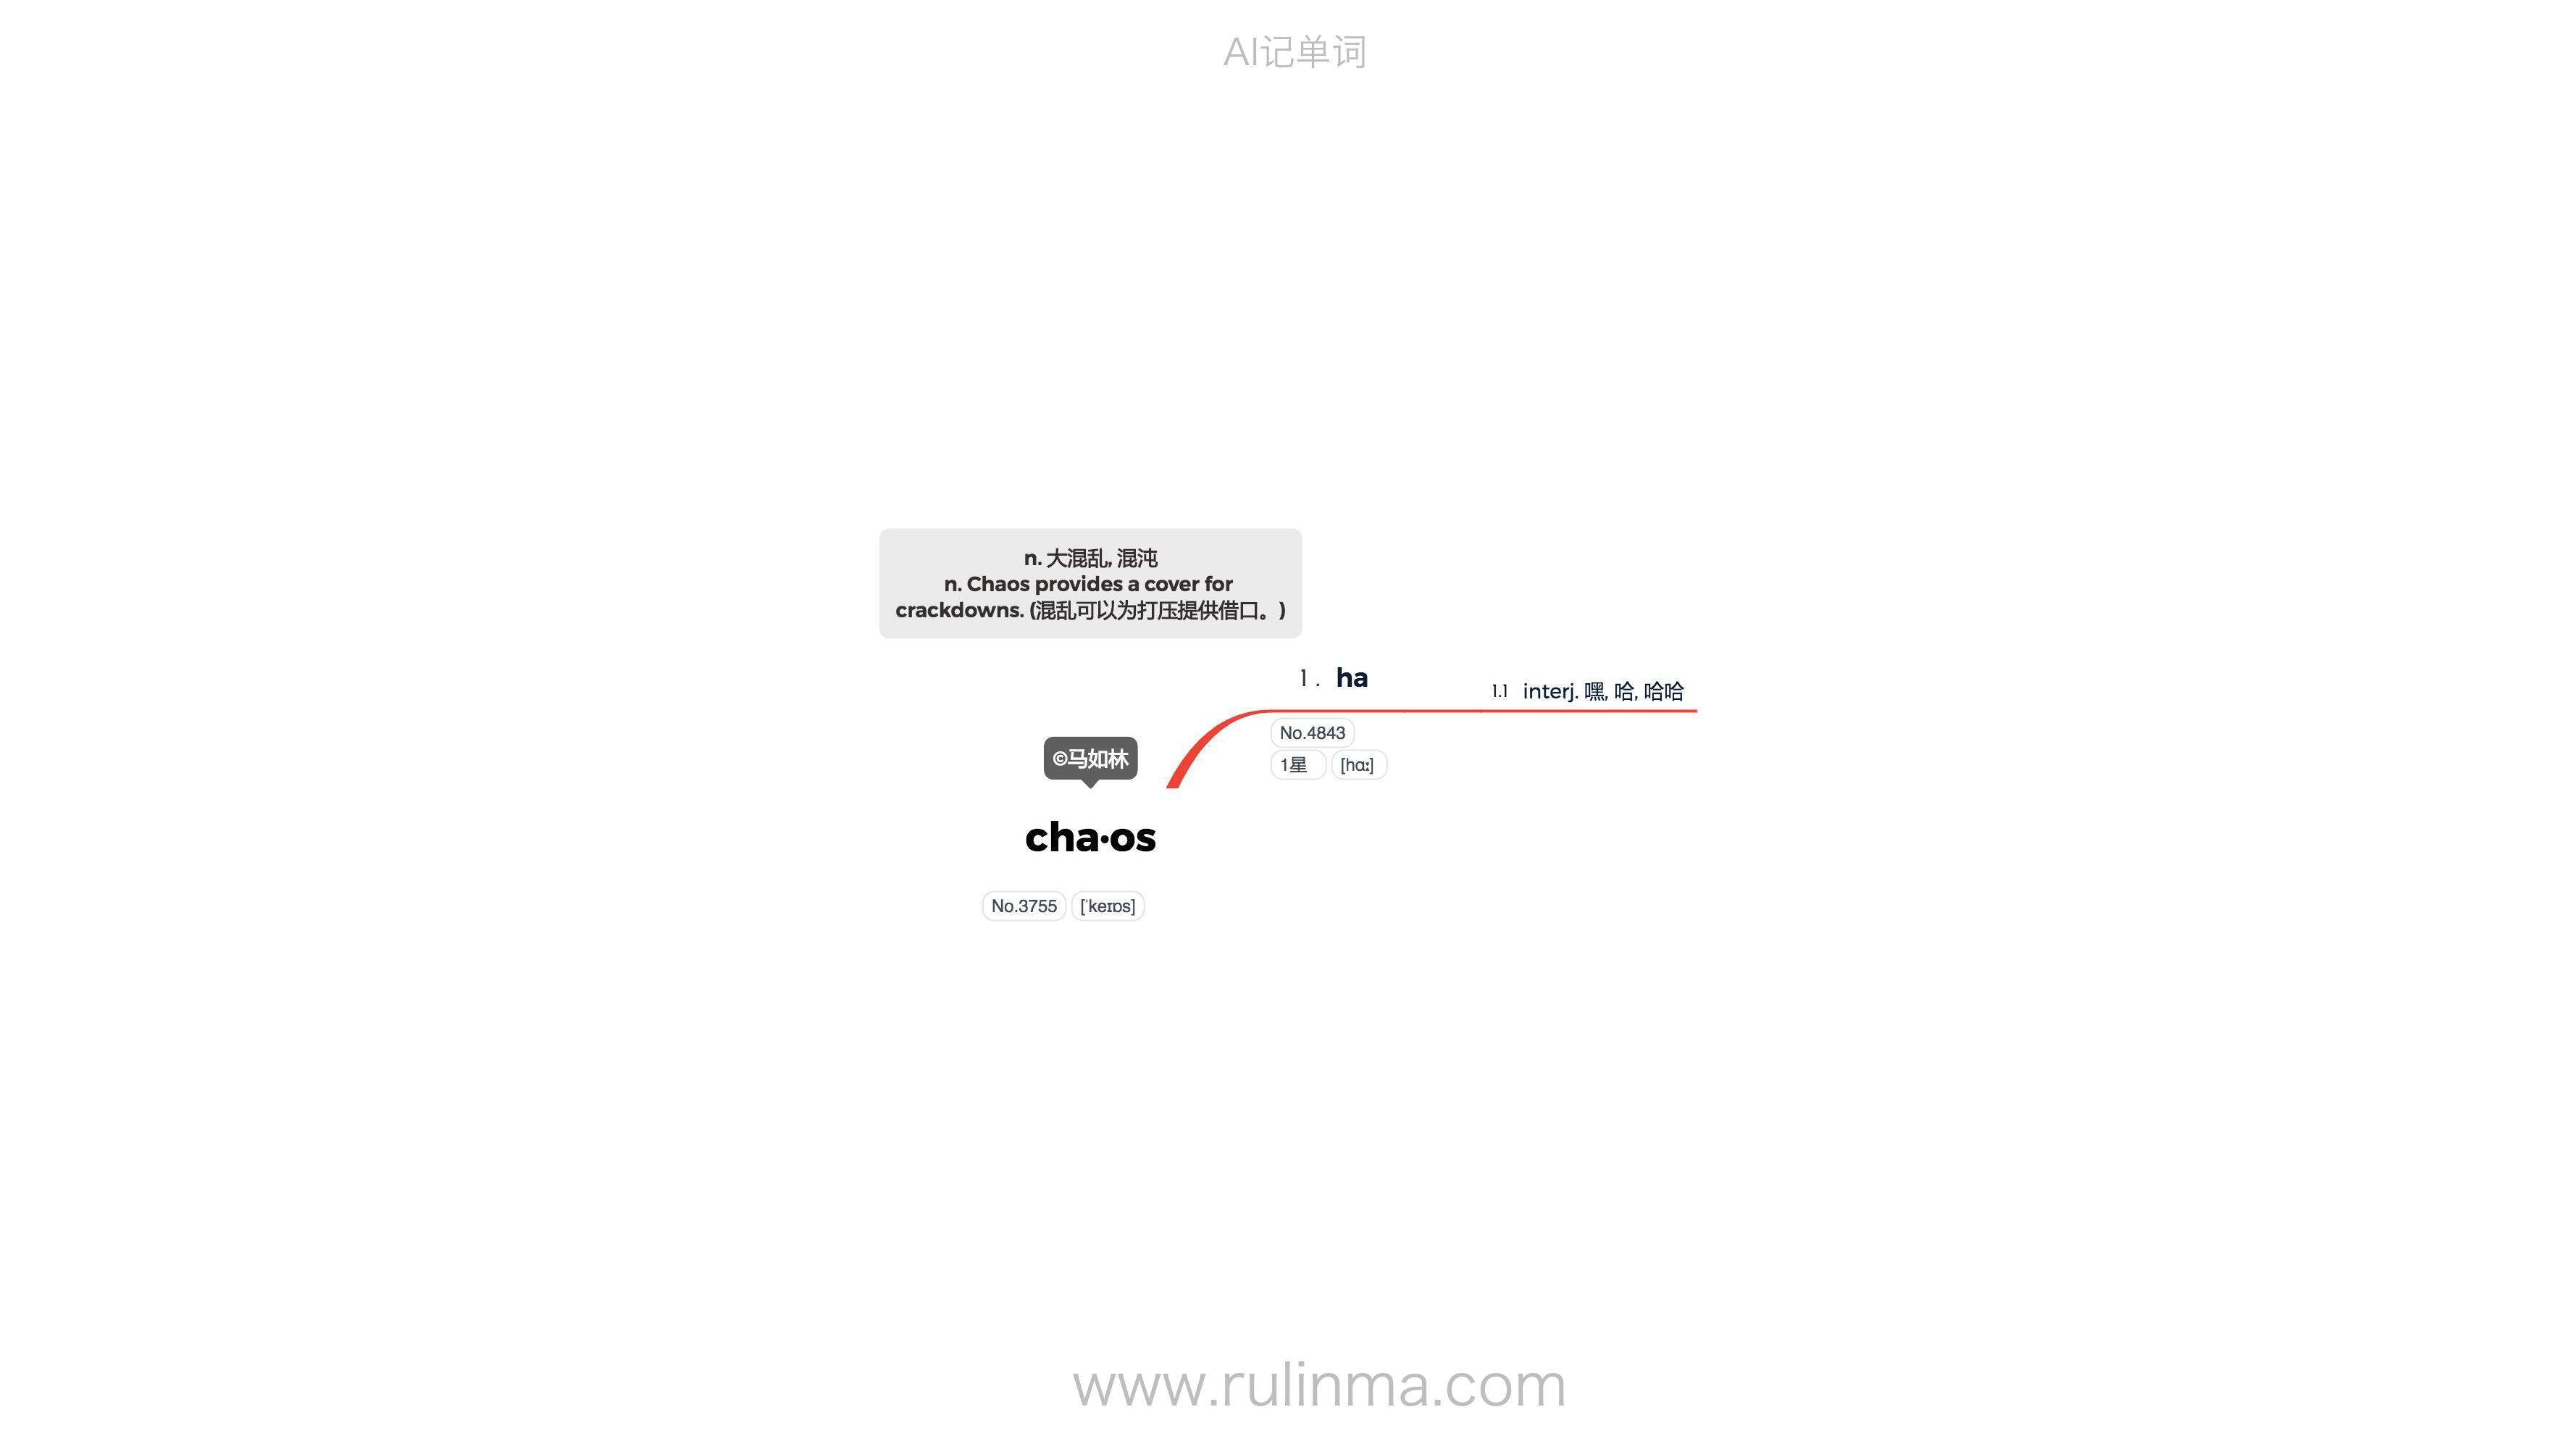 AI记单词
n. 大混乱, 混沌
n. Chaos provides a cover for
crackdowns. (混乱可以为打压提供借口。)
1. ha
1.1 interj. 嘿, 哈, 哈哈
No.4843
1星 [hɑː]
©马如林
cha·os
No.3755 [ˈkeɪɒs]
www.rulinma.com